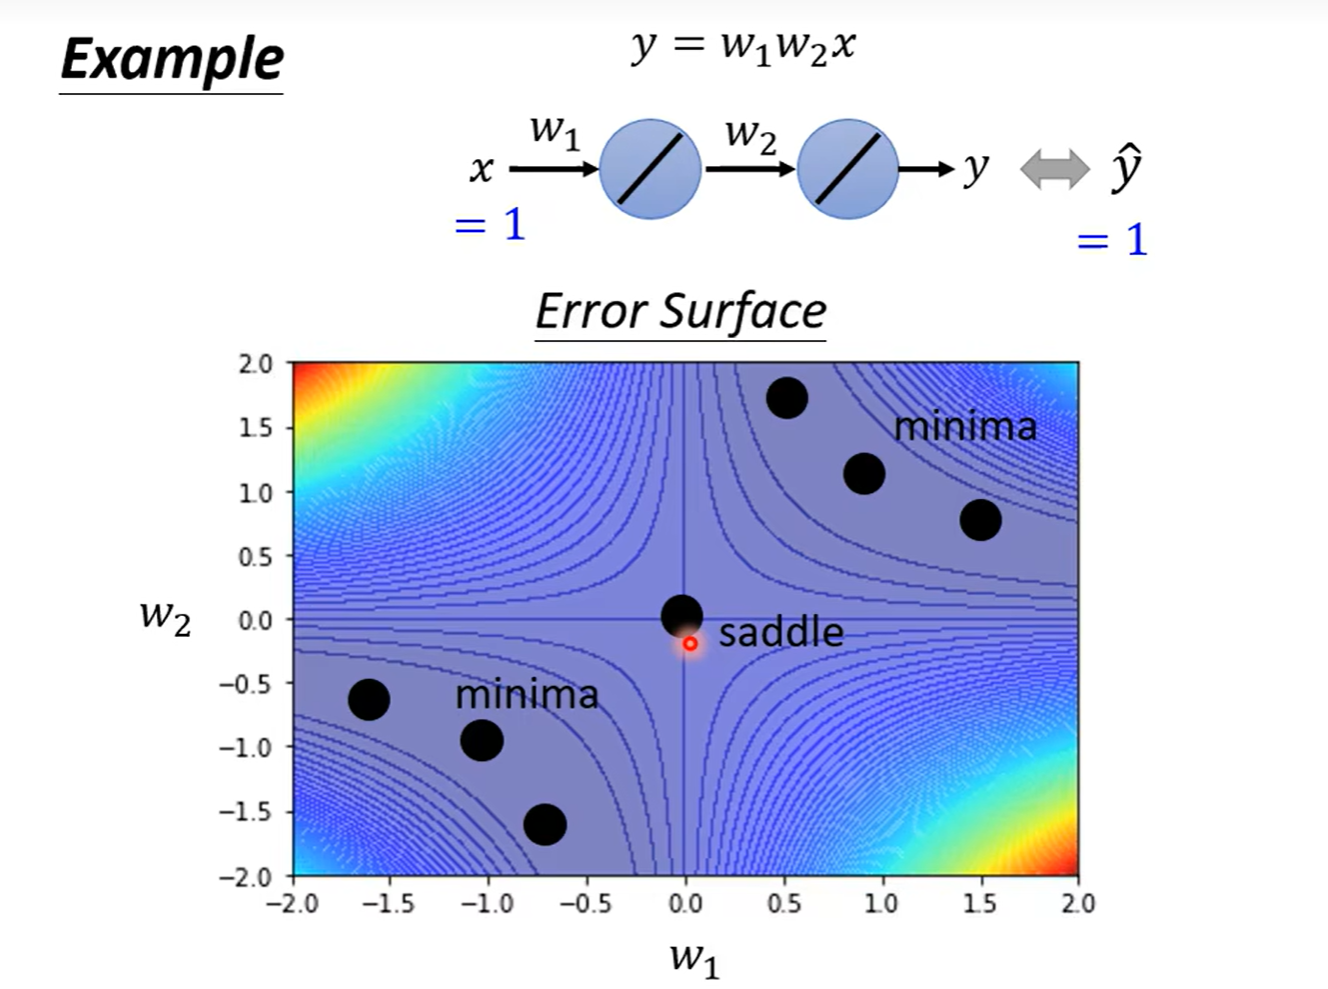 Example
y = w₁w₂x
w₁ w₂
x y ŷ
= 1 = 1
Error Surface
2.0
1.5
minima
1.0
0.5
w₂ 0.0 saddle
−0.5
minima
−1.0
−1.5
−2.0
−2.0 −1.5 −1.0 −0.5 0.0 0.5 1.0 1.5 2.0
w₁